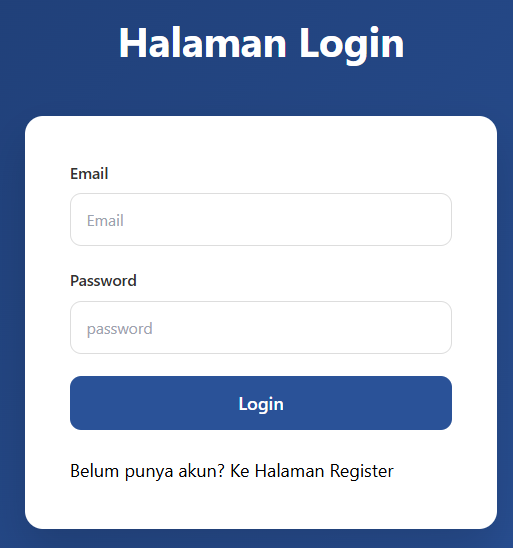 Halaman Login
Email
Email
Password
password
Login
Belum punya akun? Ke Halaman Register